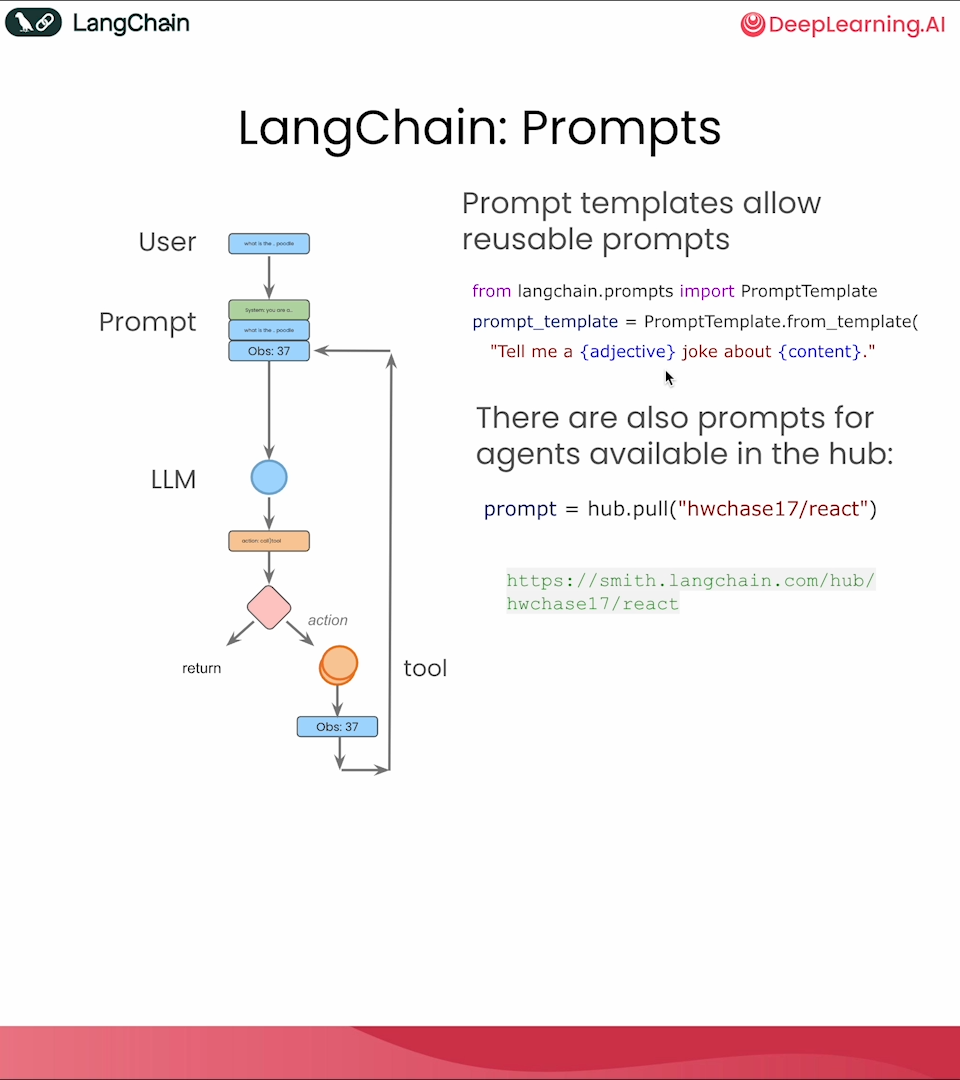 LangChain
DeepLearning.AI
LangChain: Prompts
User
what is the .. poodle
Prompt
System: you are a..
what is the .. poodle
Obs: 37
LLM
action: call)tool
action
return
tool
Obs: 37
Prompt templates allow
reusable prompts
from langchain.prompts import PromptTemplate
prompt_template = PromptTemplate.from_template(
"Tell me a {adjective} joke about {content}."
There are also prompts for
agents available in the hub:
prompt = hub.pull("hwchase17/react")
https://smith.langchain.com/hub/
hwchase17/react